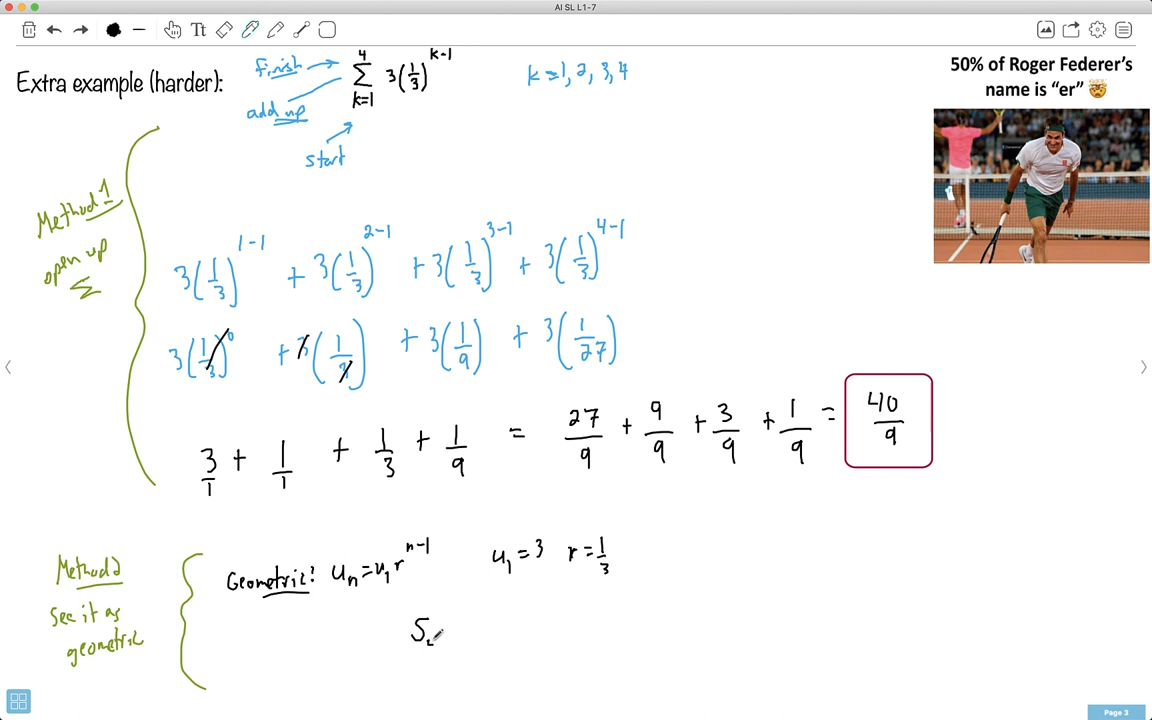 AI SL L1-7
Tt
Extra example (harder):
Finish → 4 ∑ k=1 3(1/3)^(k-1)
k=1, 2, 3, 4
add up
start
50% of Roger Federer's
name is "er" 🤯
Method 1
open up
∑
3(1/3)^(1-1) + 3(1/3)^(2-1) + 3(1/3)^(3-1) + 3(1/3)^(4-1)
3(1/3)^0 + 3(1/3) + 3(1/9) + 3(1/27)
3/1 + 1/1 + 1/3 + 1/9 = 27/9 + 9/9 + 3/9 + 1/9 = 40/9
Method 2
See it as
geometric
Geometric: uₙ=u₁r^(n-1) u₁=3 r=1/3
S
Page 3